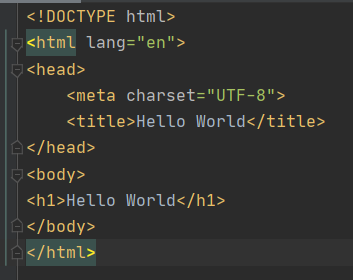 <!DOCTYPE html>
<html lang="en">
<head>
    <meta charset="UTF-8">
    <title>Hello World</title>
</head>
<body>
<h1>Hello World</h1>
</body>
</html>